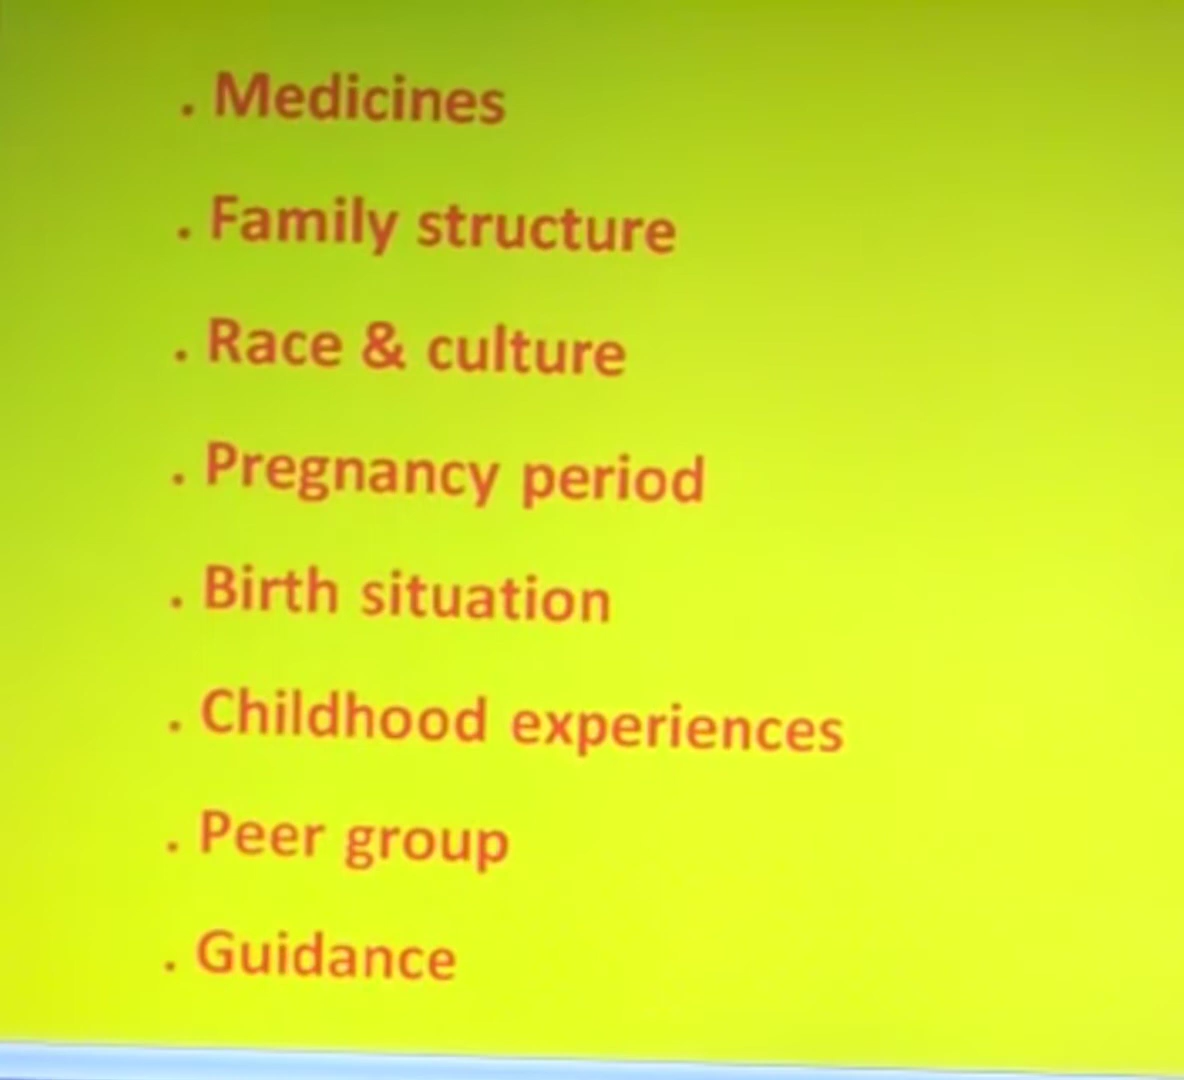 . Medicines
. Family structure
. Race & culture
. Pregnancy period
. Birth situation
. Childhood experiences
. Peer group
. Guidance